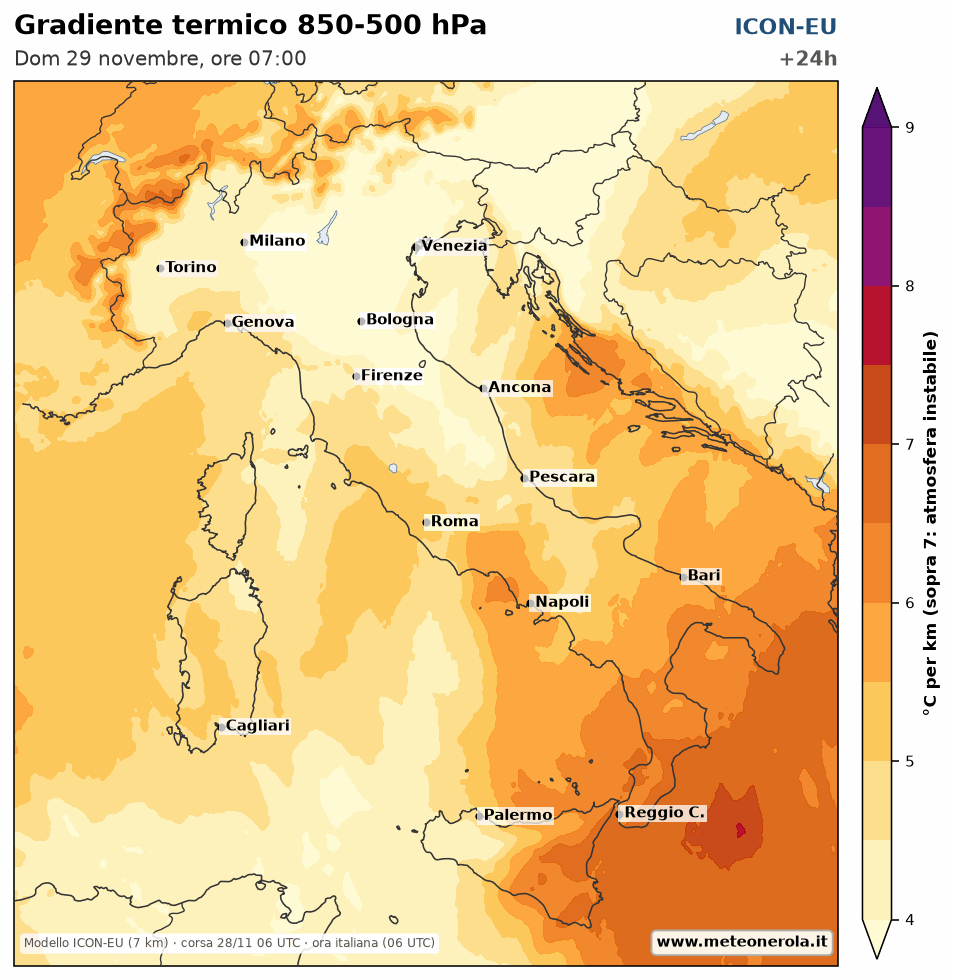 Gradiente termico 850-500 hPa
ICON-EU
Dom 29 novembre, ore 07:00
+24h
9
8
7
6
5
4
°C per km (sopra 7: atmosfera instabile)
Milano
Venezia
Torino
Genova
Bologna
Firenze
Ancona
Pescara
Roma
Bari
Napoli
Cagliari
Palermo
Reggio C.
Modello ICON-EU (7 km) · corsa 28/11 06 UTC · ora italiana (06 UTC)
www.meteonerola.it